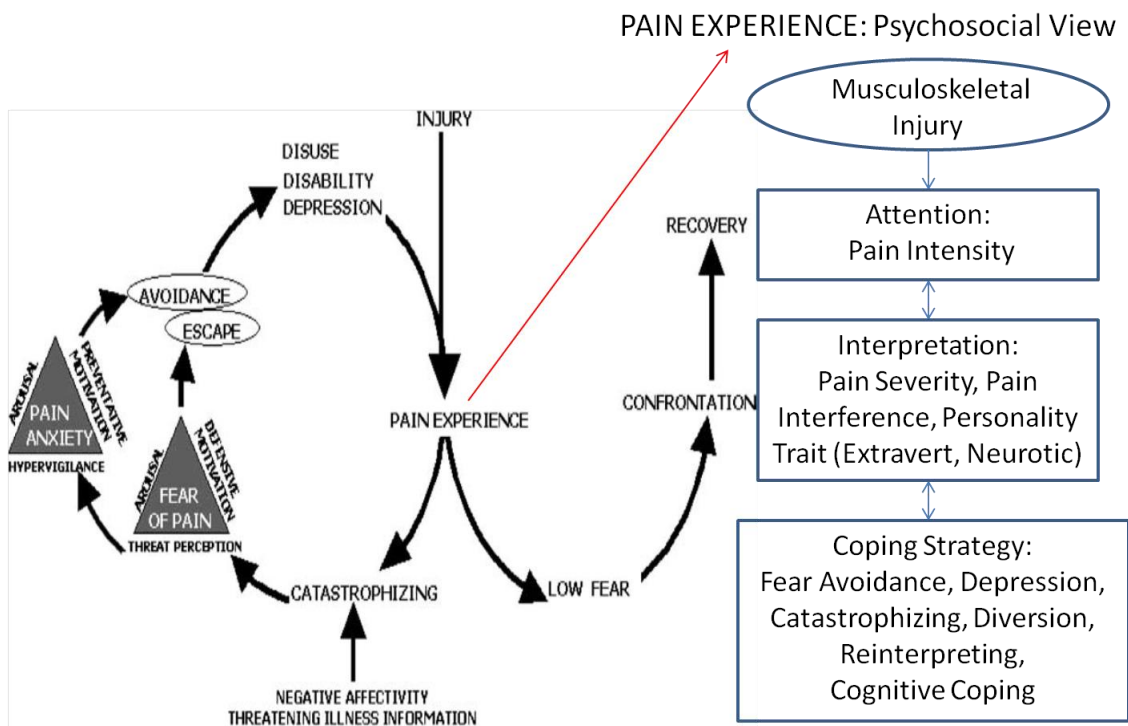 PAIN EXPERIENCE: Psychosocial View
INJURY
DISUSE
DISABILITY
DEPRESSION
AVOIDANCE
ESCAPE
AROUSAL
PREVENTATIVE
MOTIVATION
PAIN
ANXIETY
HYPERVIGILANCE
AROUSAL
DEFENSIVE
MOTIVATION
FEAR
OF PAIN
THREAT PERCEPTION
CATASTROPHIZING
NEGATIVE AFFECTIVITY
THREATENING ILLNESS INFORMATION
PAIN EXPERIENCE
LOW FEAR
CONFRONTATION
RECOVERY
Musculoskeletal
Injury
Attention:
Pain Intensity
Interpretation:
Pain Severity, Pain
Interference, Personality
Trait (Extravert, Neurotic)
Coping Strategy:
Fear Avoidance, Depression,
Catastrophizing, Diversion,
Reinterpreting,
Cognitive Coping